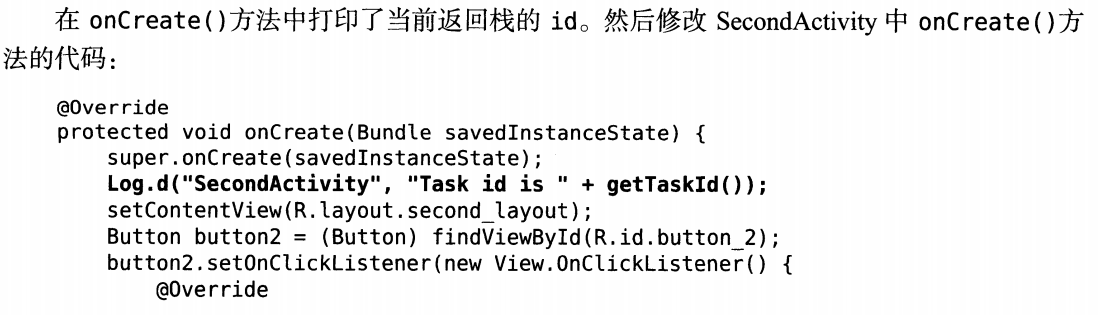 在 onCreate()方法中打印了当前返回栈的 id。然后修改 SecondActivity 中 onCreate()方
法的代码：
@Override
protected void onCreate(Bundle savedInstanceState) {
    super.onCreate(savedInstanceState);
    Log.d("SecondActivity", "Task id is " + getTaskId());
    setContentView(R.layout.second_layout);
    Button button2 = (Button) findViewById(R.id.button_2);
    button2.setOnClickListener(new View.OnClickListener() {
        @Override